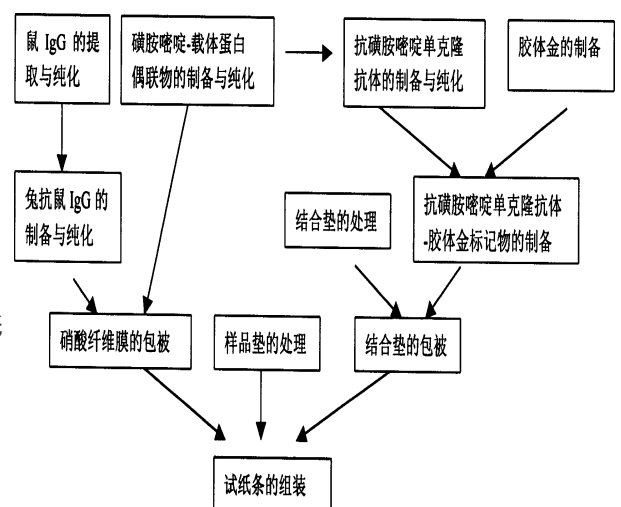 鼠 IgG 的提
取与纯化
磺胺嘧啶-载体蛋白
偶联物的制备与纯化
抗磺胺嘧啶单克隆
抗体的制备与纯化
胶体金的制备
兔抗鼠 IgG 的
制备与纯化
结合垫的处理
抗磺胺嘧啶单克隆抗体
-胶体金标记物的制备
硝酸纤维膜的包被
样品垫的处理
结合垫的包被
试纸条的组装